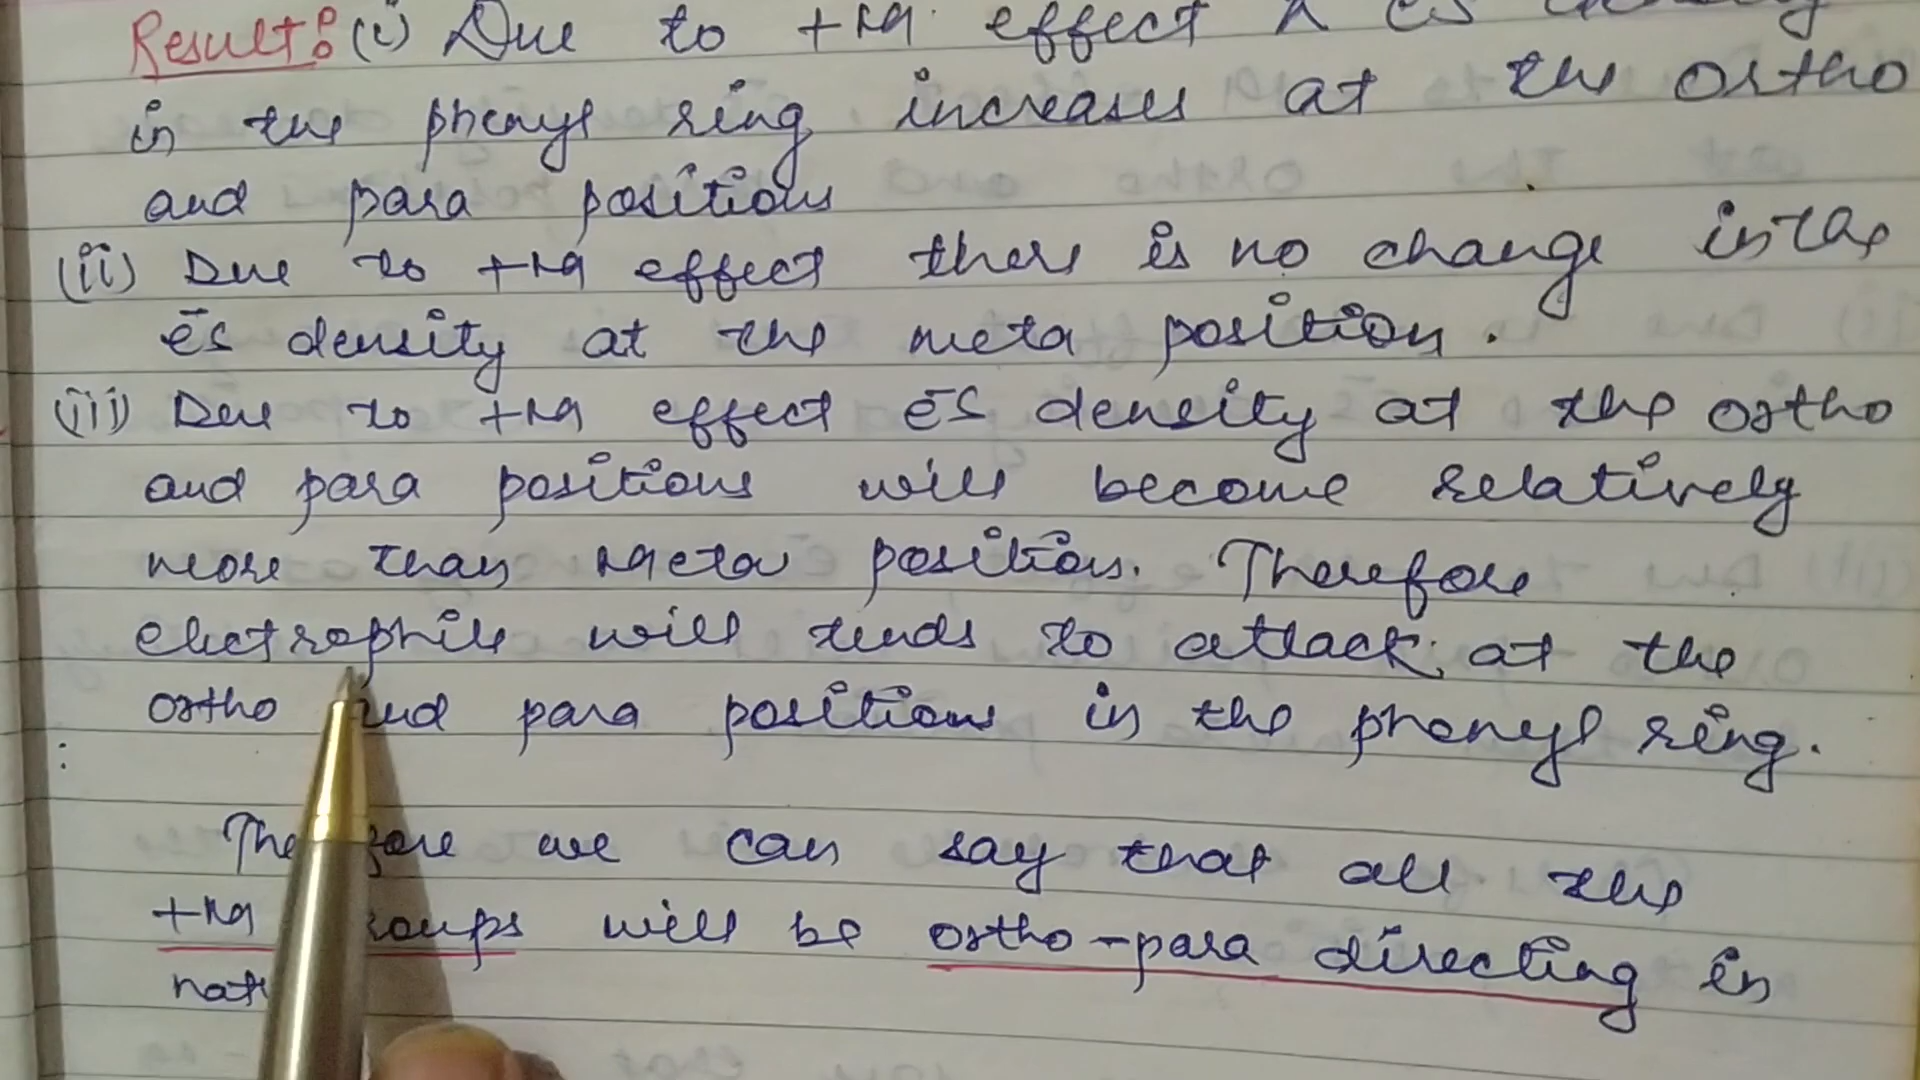 Result: (i) Due to +M effect ēs density
in the phenyl ring increases at the ortho
and para positions
(ii) Due to +M effect there is no change in the
ēs density at the meta position.
(iii) Due to +M effect ēs density at the ortho
and para positions will become relatively
more than Meta position. Therefore
electrophile will tends to attack at the
ortho and para positions in the phenyl ring.
Therefore we can say that all the
+M groups will be ortho-para directing in